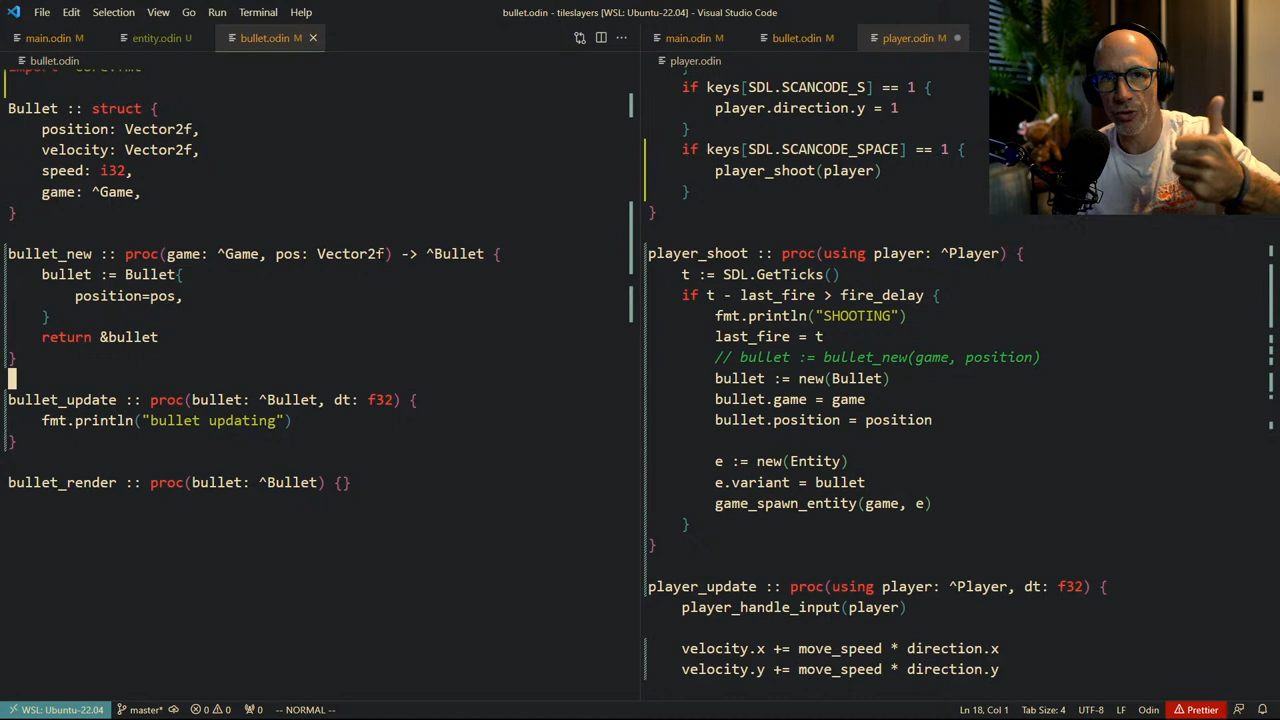 File Edit Selection View Go Run Terminal Help
bullet.odin - tileslayers [WSL: Ubuntu-22.04] - Visual Studio Code
main.odin M
entity.odin U
bullet.odin M
bullet.odin
Bullet :: struct {
position: Vector2f,
velocity: Vector2f,
speed: i32,
game: ^Game,
}
bullet_new :: proc(game: ^Game, pos: Vector2f) -> ^Bullet {
bullet := Bullet{
position=pos,
}
return &bullet
}
bullet_update :: proc(bullet: ^Bullet, dt: f32) {
fmt.println("bullet updating")
}
bullet_render :: proc(bullet: ^Bullet) {}
main.odin M
bullet.odin M
player.odin M
player.odin
}
if keys[SDL.SCANCODE_S] == 1 {
player.direction.y = 1
}
if keys[SDL.SCANCODE_SPACE] == 1 {
player_shoot(player)
}
}
player_shoot :: proc(using player: ^Player) {
t := SDL.GetTicks()
if t - last_fire > fire_delay {
fmt.println("SHOOTING")
last_fire = t
// bullet := bullet_new(game, position)
bullet := new(Bullet)
bullet.game = game
bullet.position = position
e := new(Entity)
e.variant = bullet
game_spawn_entity(game, e)
}
}
player_update :: proc(using player: ^Player, dt: f32) {
player_handle_input(player)
velocity.x += move_speed * direction.x
velocity.y += move_speed * direction.y
WSL: Ubuntu-22.04 master* 0 0 0 -- NORMAL -- Ln 18, Col 1 Tab Size: 4 UTF-8 LF Odin Prettier